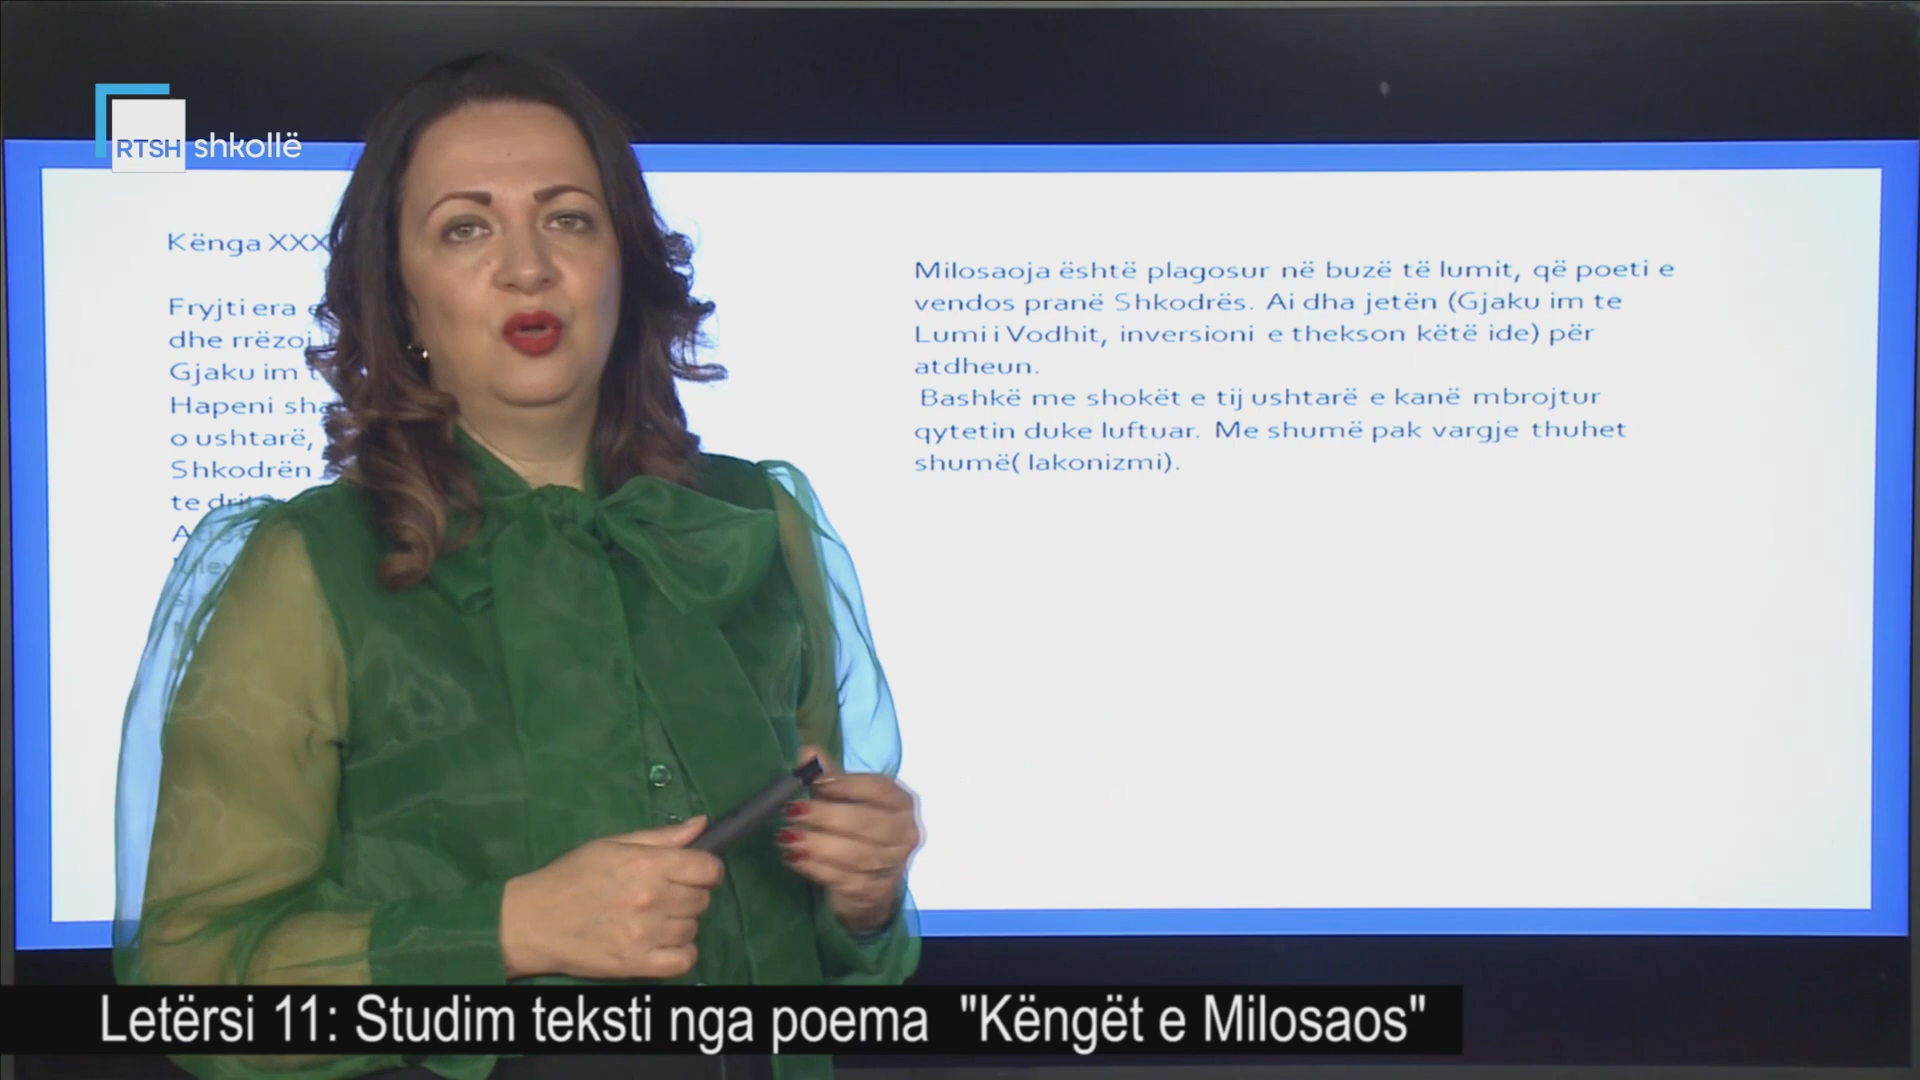 RTSH shkollë
Kënga XXX
Fryjti era
dhe rrëzoj
Gjaku im
Hapeni
o ushtarë,
Shkodrën
te
Milosaoja është plagosur në buzë të lumit, që poeti e
vendos pranë Shkodrës. Ai dha jetën (Gjaku im te
Lumi i Vodhit, inversioni e thekson këtë ide) për
atdheun.
Bashkë me shokët e tij ushtarë e kanë mbrojtur
qytetin duke luftuar. Me shumë pak vargje thuhet
shumë( lakonizmi).
Letërsi 11: Studim teksti nga poema "Këngët e Milosaos"